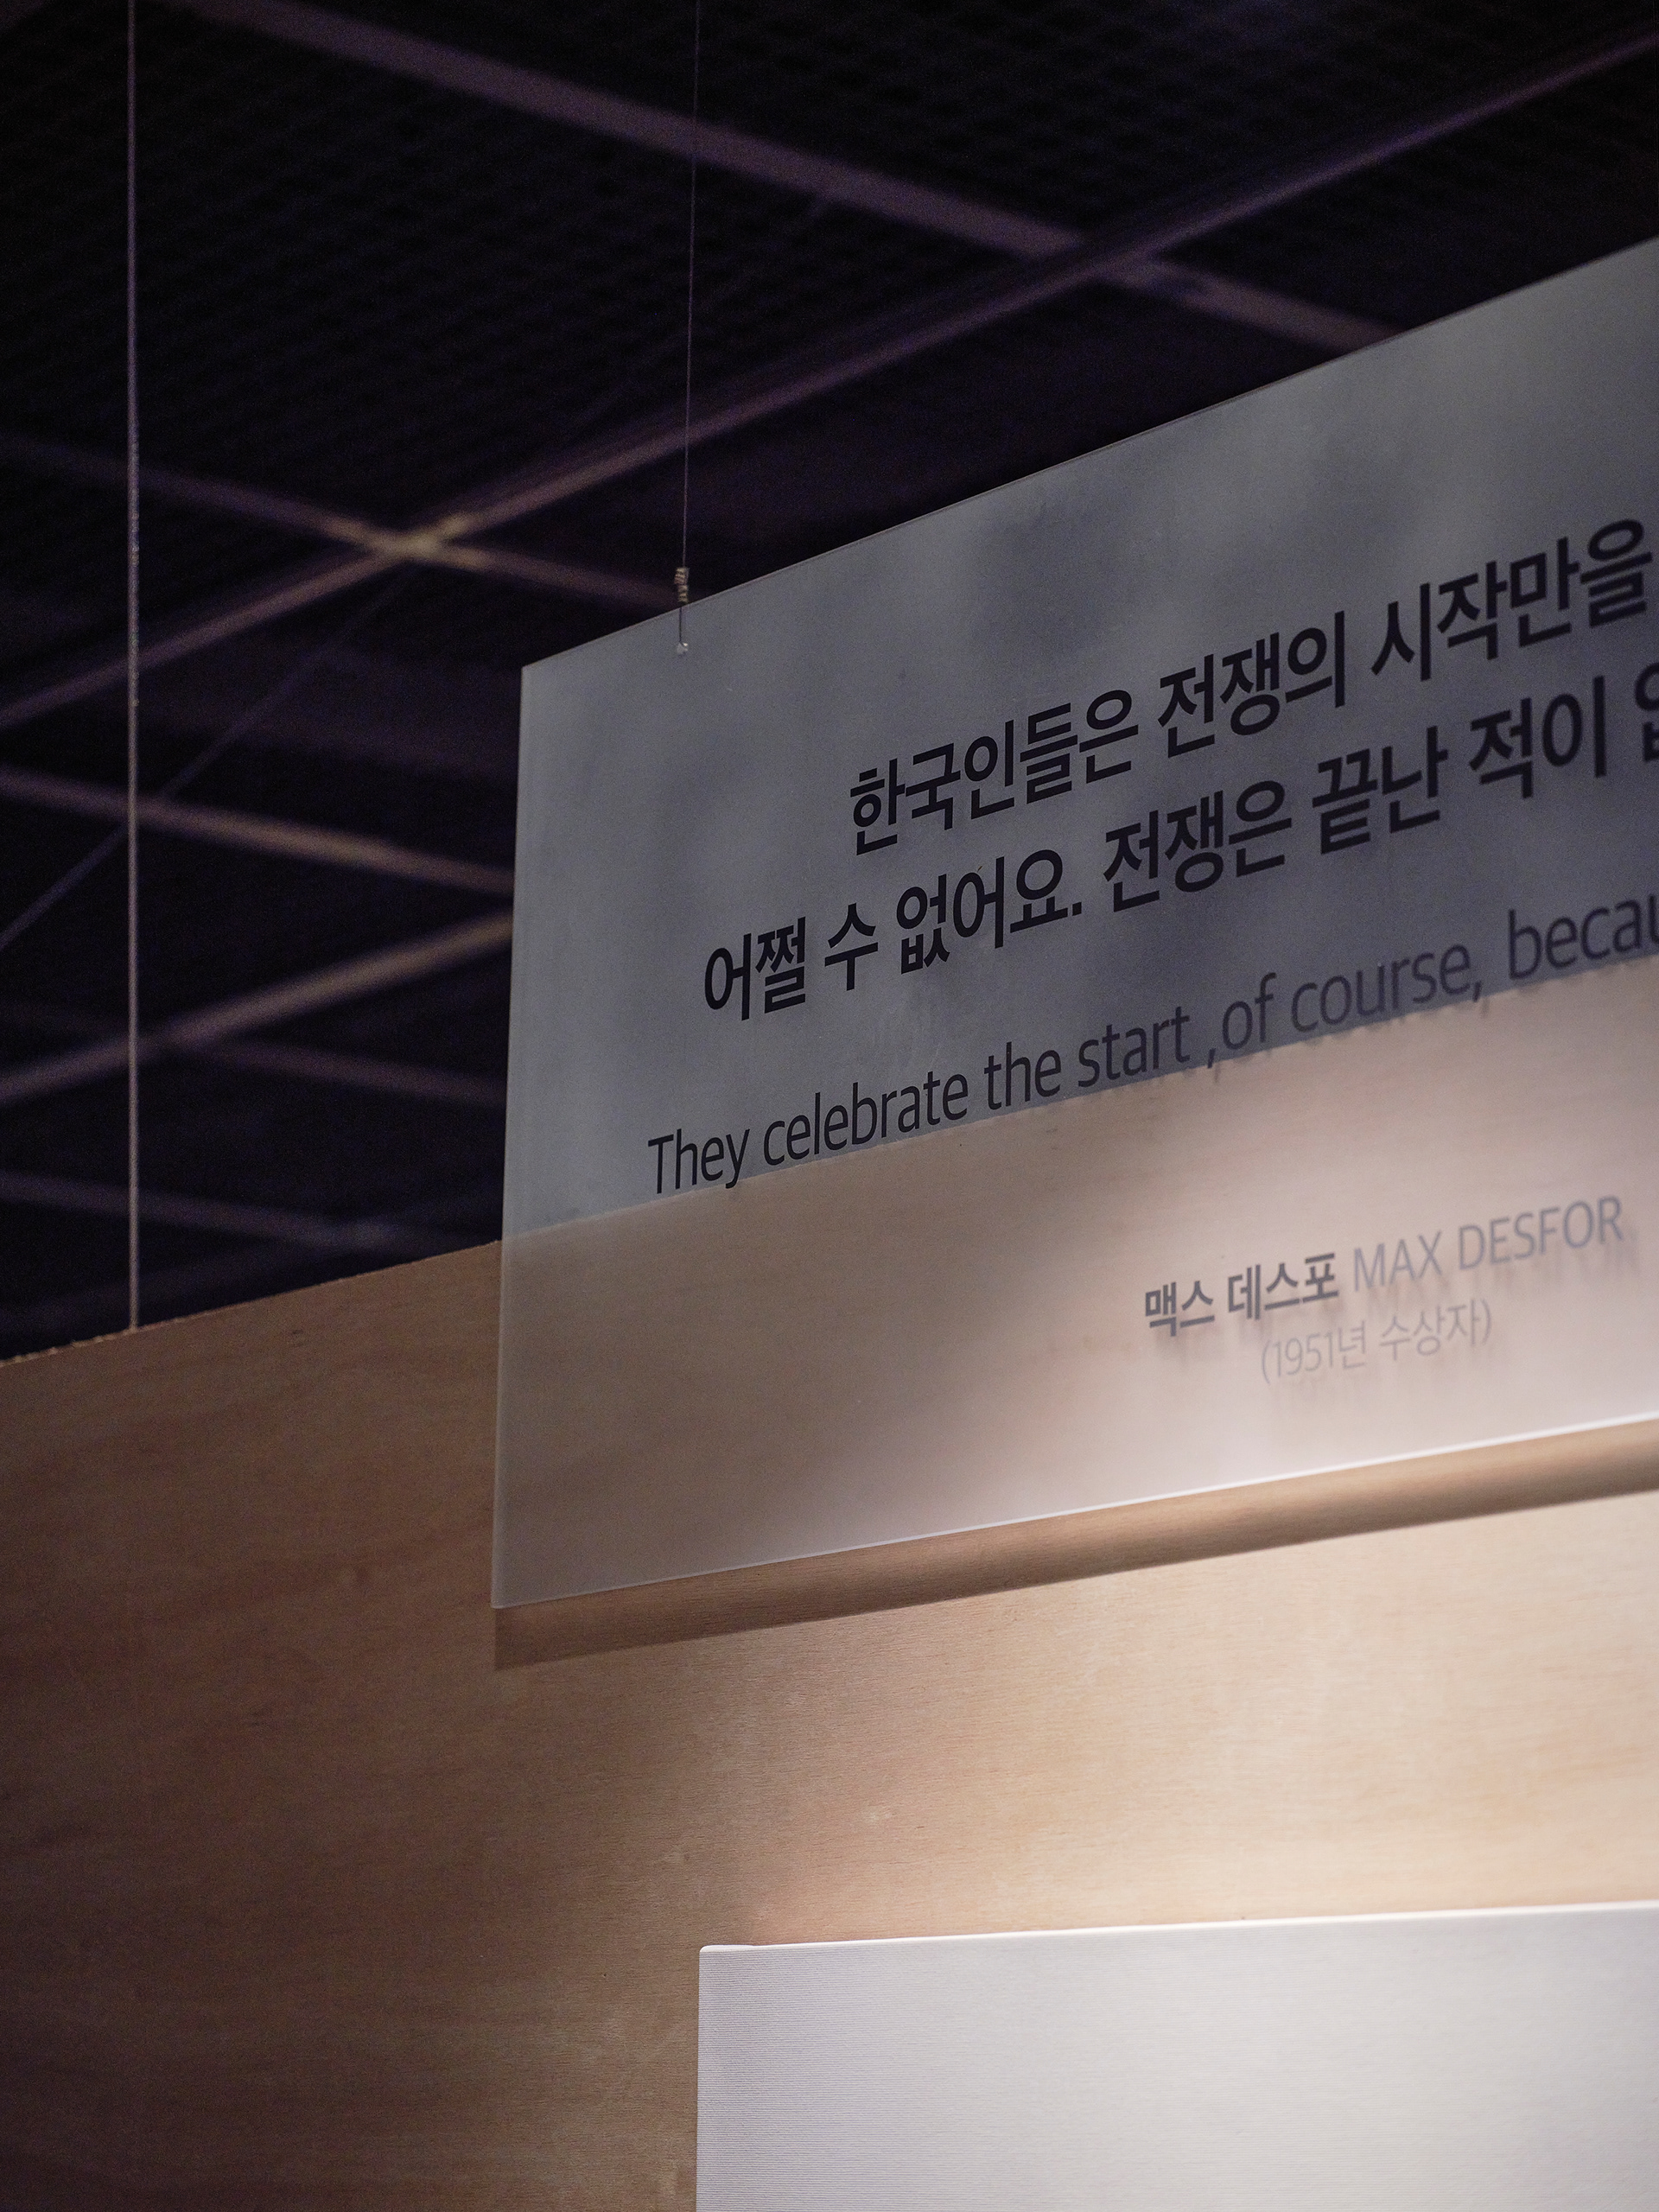 한국인들은 전쟁의 시작만을
어쩔 수 없어요. 전쟁은 끝난 적이
They celebrate the start ,of course,
맥스 데스포 MAX DESFOR
(1951년 수상자)